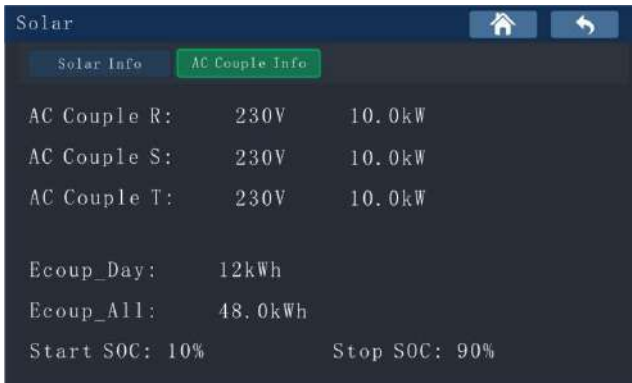 Solar
Solar Info AC Couple Info
AC Couple R: 230V 10.0kW
AC Couple S: 230V 10.0kW
AC Couple T: 230V 10.0kW
Ecoup_Day: 12kWh
Ecoup_All: 48.0kWh
Start SOC: 10% Stop SOC: 90%